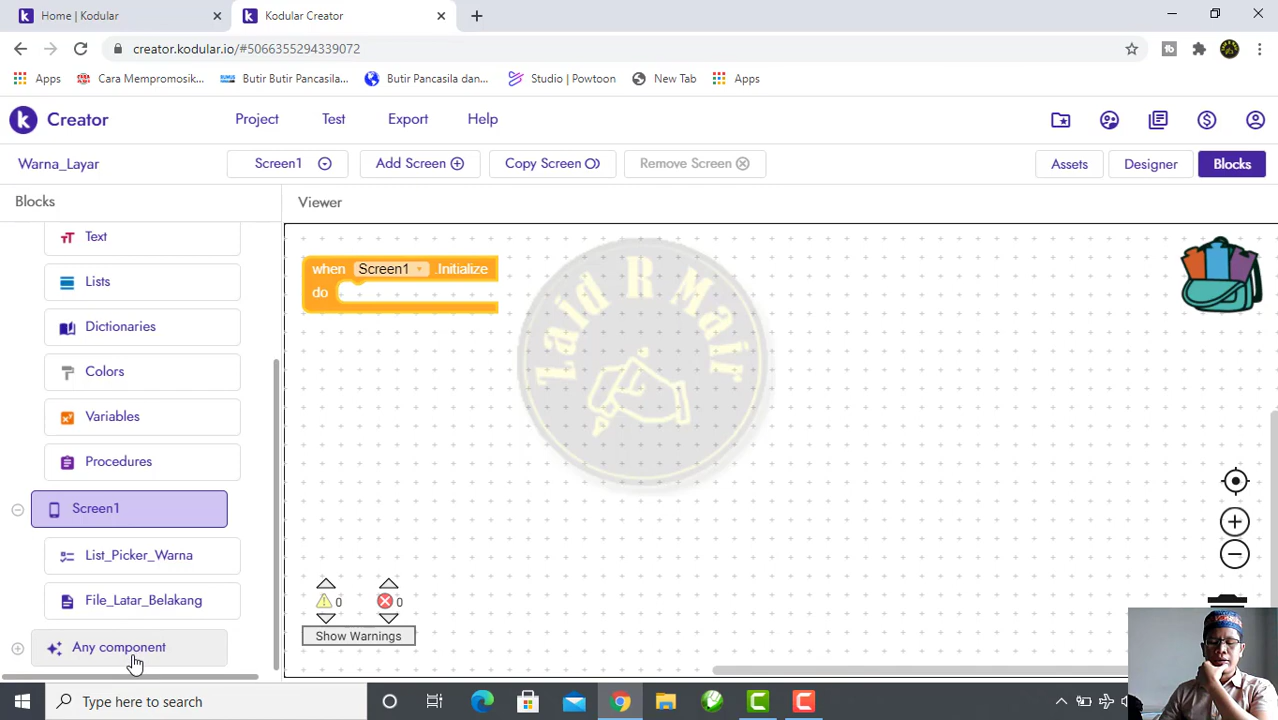 Home | Kodular
Kodular Creator
creator.kodular.io/#5066355294339072
Apps
Cara Mempromosik...
Butir Butir Pancasila...
Butir Pancasila dan...
Studio | Powtoon
New Tab
Apps
Creator
Project
Test
Export
Help
Warna_Layar
Screen1
Add Screen
Copy Screen
Remove Screen
Assets
Designer
Blocks
Blocks
Viewer
Text
Lists
Dictionaries
Colors
Variables
Procedures
Screen1
List_Picker_Warna
File_Latar_Belakang
Any component
when Screen1 .Initialize
do
Laid R Mair
0
0
Show Warnings
Type here to search